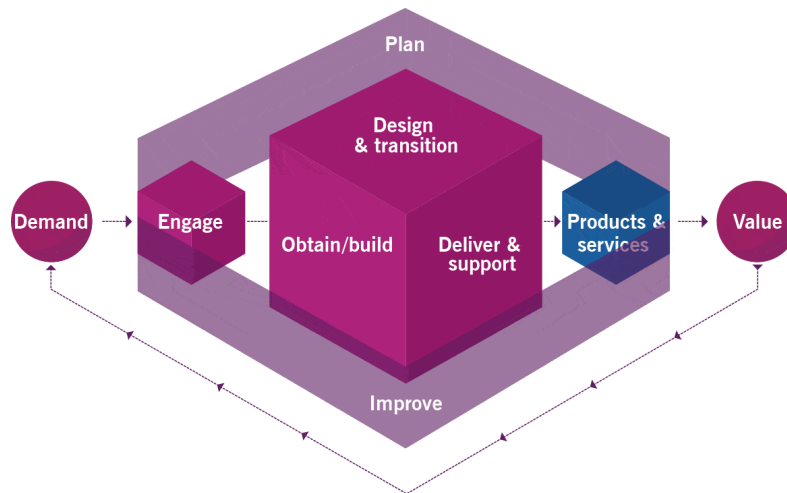 Plan
Design
& transition
Demand
Engage
Obtain/build
Deliver &
support
Products &
services
Value
Improve